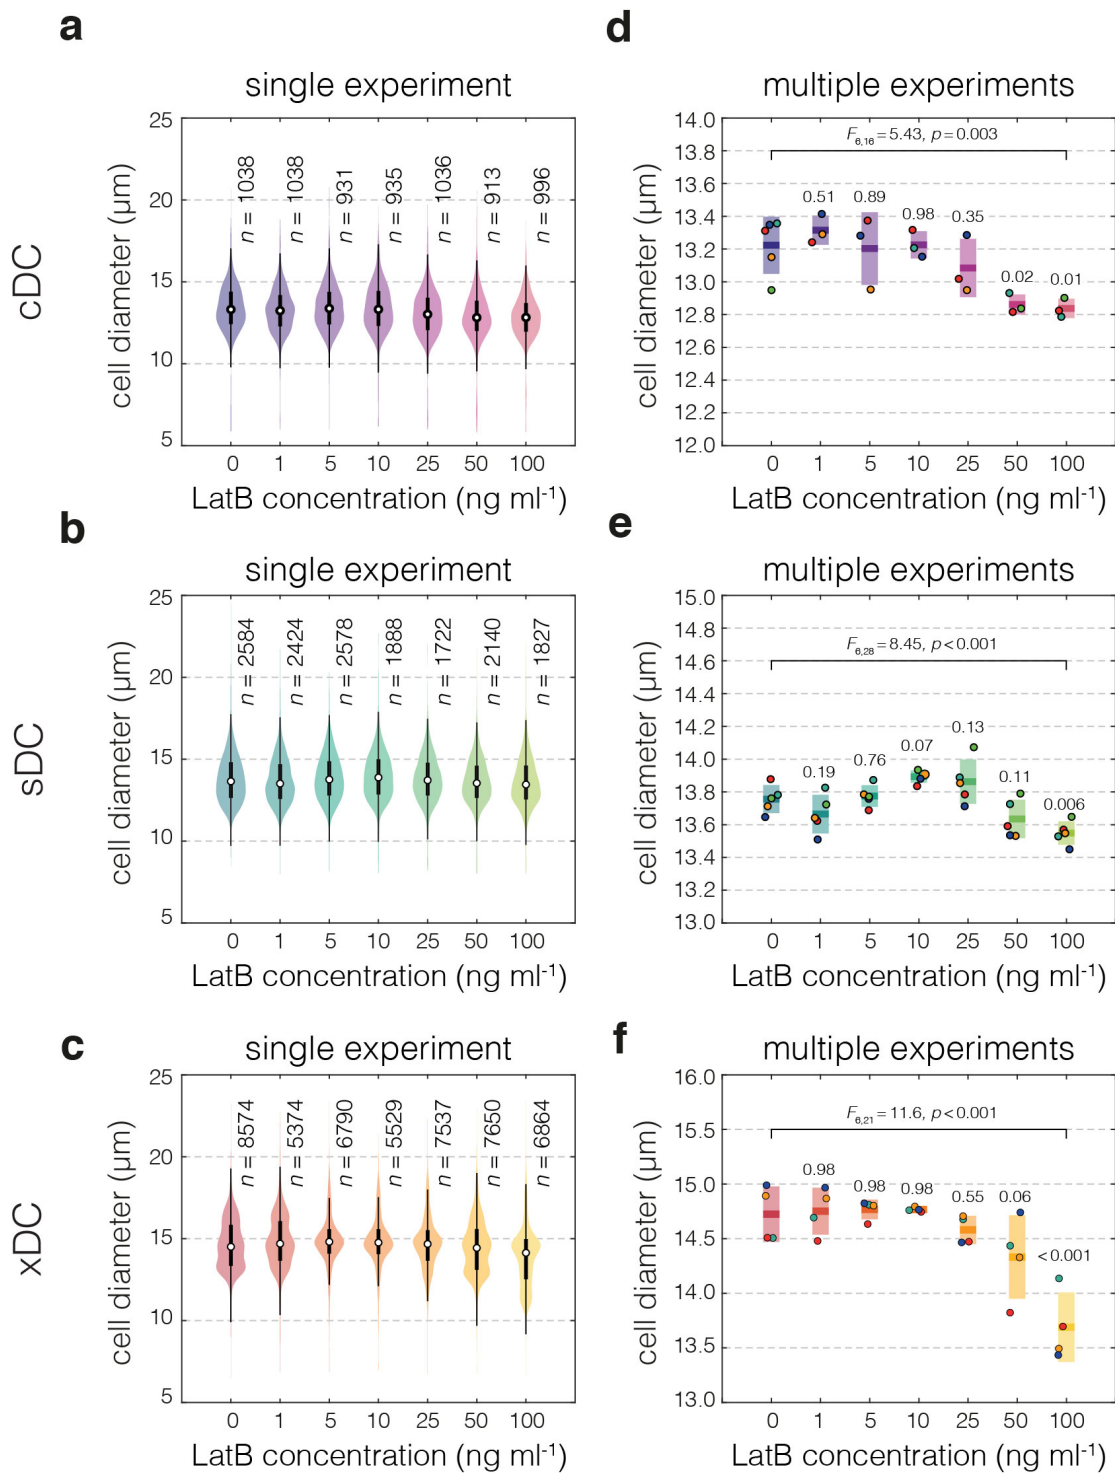 a
single experiment
cDC
cell diameter (µm)
25
20
15
10
5
n = 1038
n = 1038
n = 931
n = 935
n = 1036
n = 913
n = 996
0 1 5 10 25 50 100
LatB concentration (ng ml⁻¹)
d
multiple experiments
cell diameter (µm)
14.0
13.8
13.6
13.4
13.2
13.0
12.8
12.6
12.4
12.2
12.0
F6,16 = 5.43, p = 0.003
0.51 0.89 0.98 0.35 0.02 0.01
0 1 5 10 25 50 100
LatB concentration (ng ml⁻¹)
b
single experiment
sDC
cell diameter (µm)
25
20
15
10
5
n = 2584
n = 2424
n = 2578
n = 1888
n = 1722
n = 2140
n = 1827
0 1 5 10 25 50 100
LatB concentration (ng ml⁻¹)
e
multiple experiments
cell diameter (µm)
15.0
14.8
14.6
14.4
14.2
14.0
13.8
13.6
13.4
13.2
13.0
F6,28 = 8.45, p < 0.001
0.19 0.76 0.07 0.13 0.11 0.006
0 1 5 10 25 50 100
LatB concentration (ng ml⁻¹)
c
single experiment
xDC
cell diameter (µm)
25
20
15
10
5
n = 8574
n = 5374
n = 6790
n = 5529
n = 7537
n = 7650
n = 6864
0 1 5 10 25 50 100
LatB concentration (ng ml⁻¹)
f
multiple experiments
cell diameter (µm)
16.0
15.5
15.0
14.5
14.0
13.5
13.0
F6,21 = 11.6, p < 0.001
0.98 0.98 0.98 0.55 0.06 <0.001
0 1 5 10 25 50 100
LatB concentration (ng ml⁻¹)